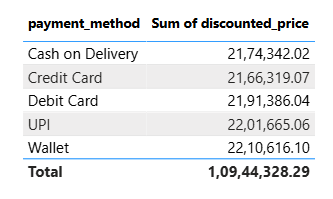 payment_method Sum of discounted_price
Cash on Delivery 21,74,342.02
Credit Card 21,66,319.07
Debit Card 21,91,386.04
UPI 22,01,665.06
Wallet 22,10,616.10
Total 1,09,44,328.29